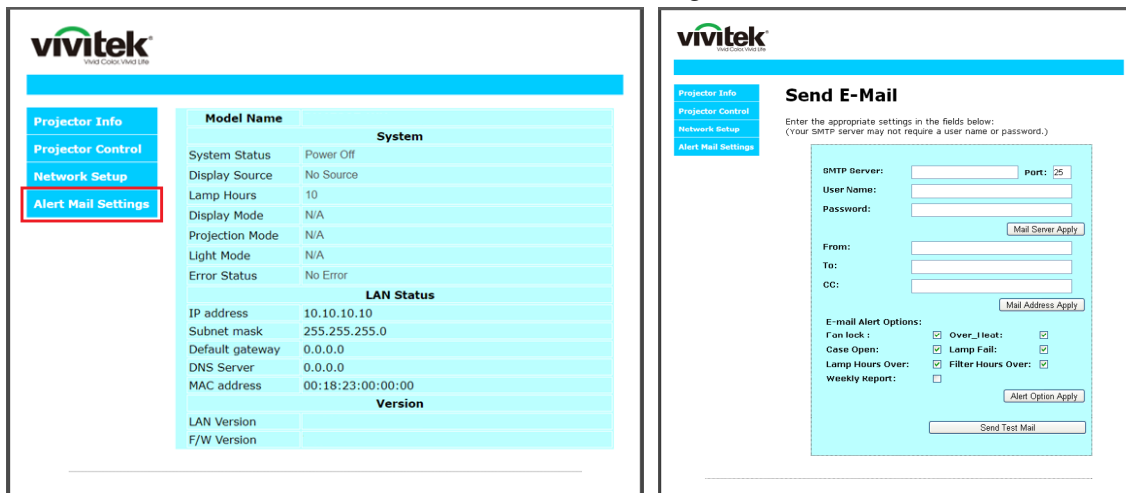 vivitek
Vivid Color, Vivid Life
Projector Info
Projector Control
Network Setup
Alert Mail Settings
Model Name
System
System Status Power Off
Display Source No Source
Lamp Hours 10
Display Mode N/A
Projection Mode N/A
Light Mode N/A
Error Status No Error
LAN Status
IP address 10.10.10.10
Subnet mask 255.255.255.0
Default gateway 0.0.0.0
DNS Server 0.0.0.0
MAC address 00:18:23:00:00:00
Version
LAN Version
F/W Version
vivitek
Vivid Color, Vivid Life
Projector Info
Projector Control
Network Setup
Alert Mail Settings
Send E-Mail
Enter the appropriate settings in the fields below:
(Your SMTP server may not require a user name or password.)
SMTP Server: Port: 25
User Name:
Password:
Mail Server Apply
From:
To:
CC:
Mail Address Apply
E-mail Alert Options:
Fan lock : Over_Heat:
Case Open: Lamp Fail:
Lamp Hours Over: Filter Hours Over:
Weekly Report:
Alert Option Apply
Send Test Mail